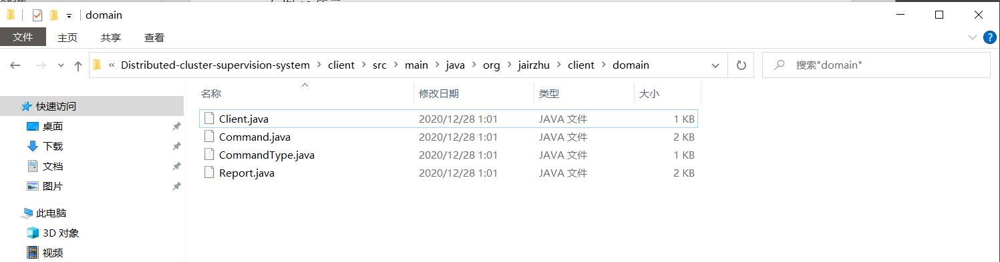 domain
文件 主页 共享 查看
« Distributed-cluster-supervision-system > client > src > main > java > org > jairzhu > client > domain
搜索"domain"
名称 修改日期 类型 大小
快速访问
桌面
下载
文档
图片
此电脑
3D 对象
视频
Client.java 2020/12/28 1:01 JAVA 文件 1 KB
Command.java 2020/12/28 1:01 JAVA 文件 2 KB
CommandType.java 2020/12/28 1:01 JAVA 文件 1 KB
Report.java 2020/12/28 1:01 JAVA 文件 2 KB